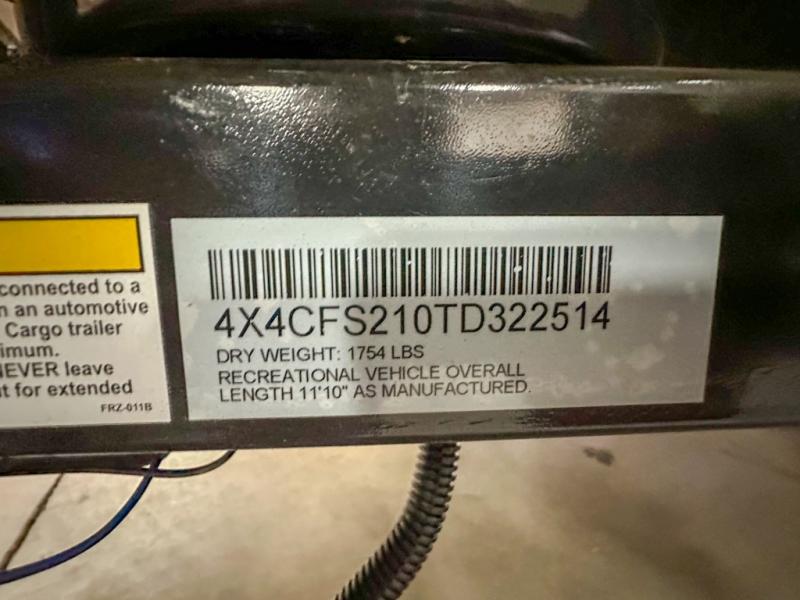 connected to a
an automotive
Cargo trailer
NEVER leave
for extended
FRZ-011B
4X4CFS210TD322514
DRY WEIGHT: 1754 LBS
RECREATIONAL VEHICLE OVERALL
LENGTH 11'10" AS MANUFACTURED.